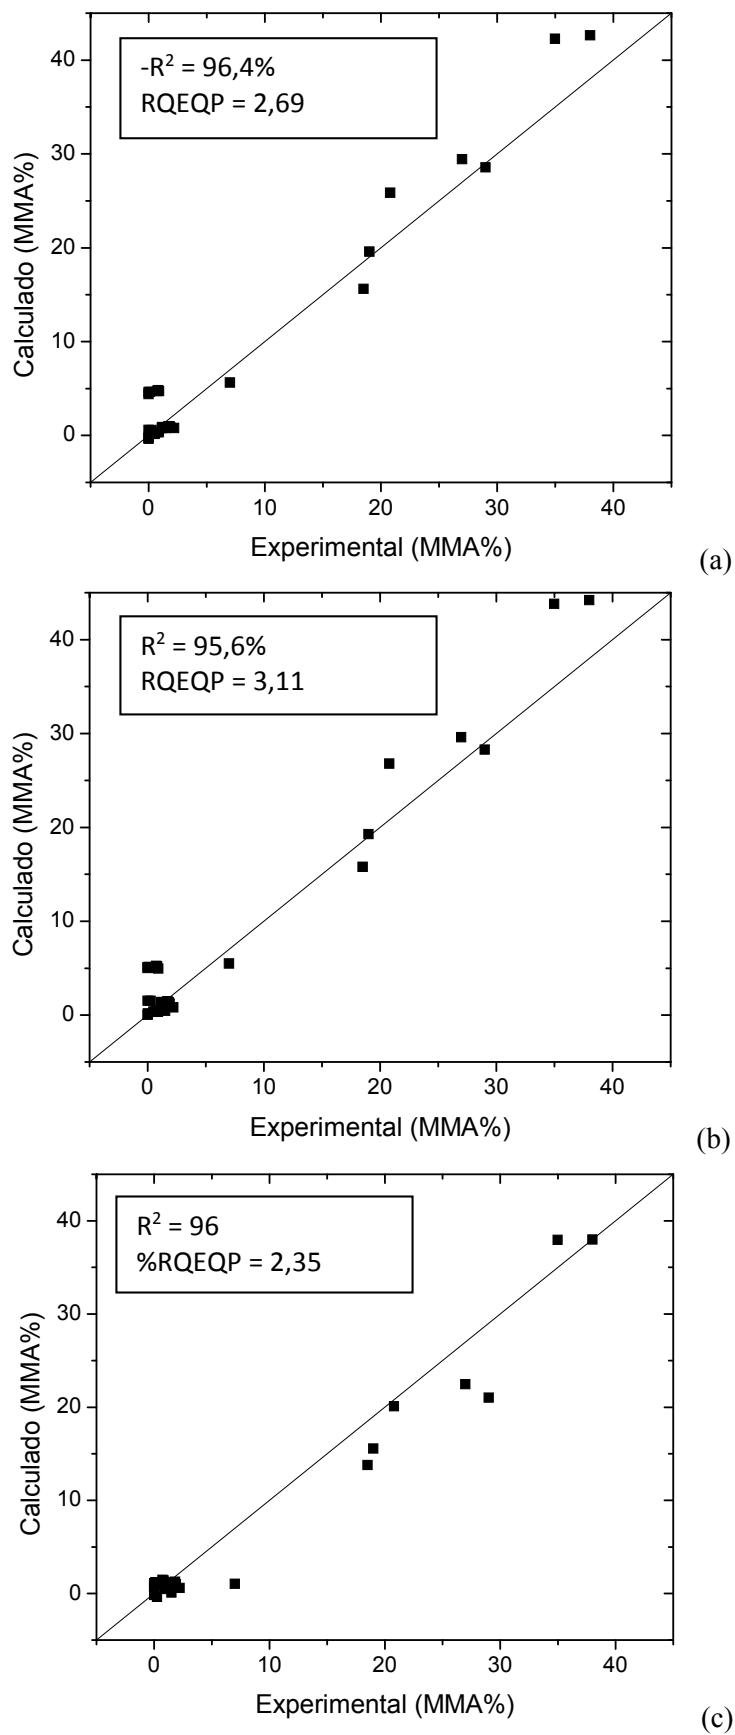 -R² = 96,4%
RQEQP = 2,69
Calculado (MMA%)
40
30
20
10
0
0 10 20 30 40
Experimental (MMA%)
(a)
R² = 95,6%
RQEQP = 3,11
Calculado (MMA%)
40
30
20
10
0
0 10 20 30 40
Experimental (MMA%)
(b)
R² = 96
%RQEQP = 2,35
Calculado (MMA%)
40
30
20
10
0
0 10 20 30 40
Experimental (MMA%)
(c)